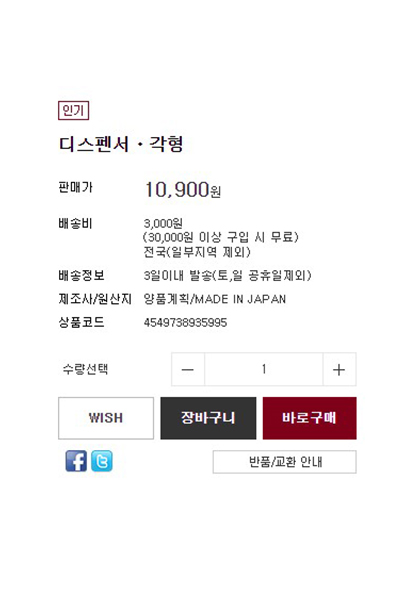 인기
디스펜서・각형
판매가 10,900원
배송비 3,000원
(30,000원 이상 구입 시 무료)
전국(일부지역 제외)
배송정보 3일이내 발송(토,일 공휴일제외)
제조사/원산지 양품계획/MADE IN JAPAN
상품코드 4549738935995
수량선택 － 1 +
WISH 장바구니 바로구매
반품/교환 안내